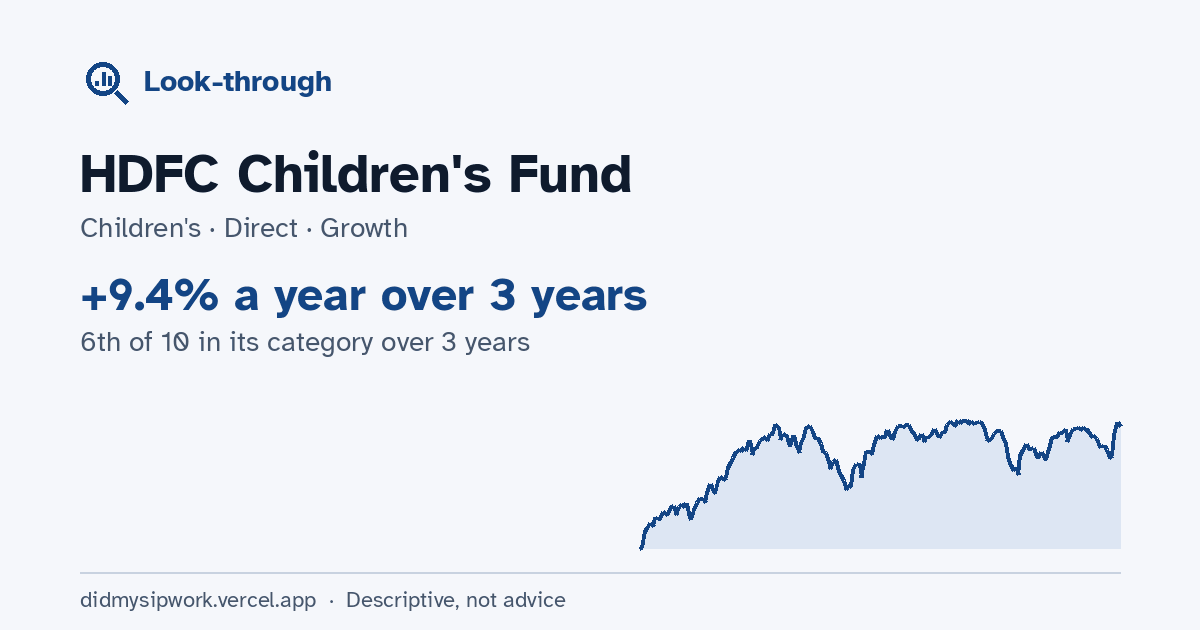 Look-through
HDFC Children's Fund
Children's · Direct · Growth
+9.4% a year over 3 years
6th of 10 in its category over 3 years
didmysipwork.vercel.app · Descriptive, not advice